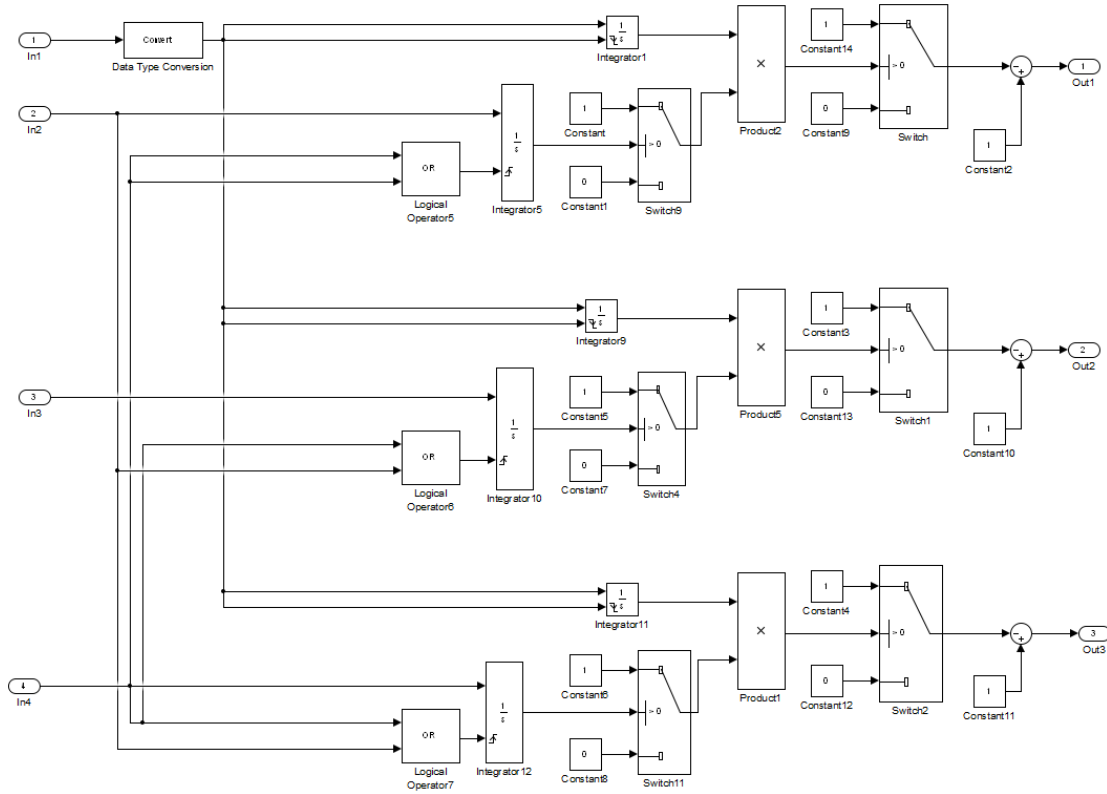 1
In1
Convert
Data Type Conversion
1
s
Integrator1
×
Product2
1
Constant14
> 0
0
Constant9
Switch
− +
1
Constant2
1
Out1
2
In2
OR
Logical
Operator5
1
s
Integrator5
1
Constant
0
Constant1
> 0
Switch9
1
s
Integrator9
×
Product5
1
Constant3
> 0
0
Constant13
Switch1
− +
1
Constant10
2
Out2
3
In3
OR
Logical
Operator6
1
s
Integrator10
1
Constant5
0
Constant7
> 0
Switch4
1
s
Integrator11
×
Product1
1
Constant4
> 0
0
Constant12
Switch2
− +
1
Constant11
3
Out3
4
In4
OR
Logical
Operator7
1
s
Integrator12
1
Constant6
0
Constant8
> 0
Switch11